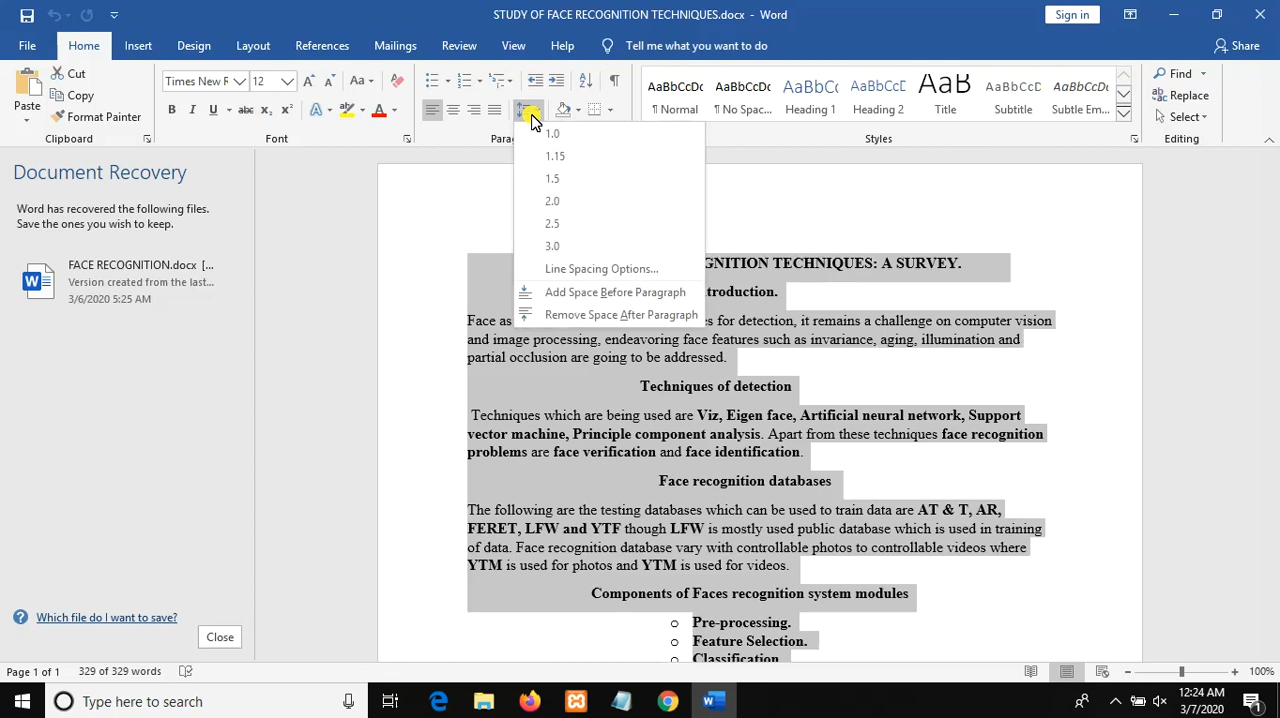 STUDY OF FACE RECOGNITION TECHNIQUES.docx - Word
Sign in
File Home Insert Design Layout References Mailings Review View Help Tell me what you want to do Share
Paste
Cut
Copy
Format Painter
Clipboard
Times New R 12
Font
Parag
AaBbCcDc AaBbCcDc AaBbCc AaBbCcD AaB AaBbCcD AaBbCcDc
¶ Normal ¶ No Spac... Heading 1 Heading 2 Title Subtitle Subtle Em...
Styles
Find
Replace
Select
Editing
1.0
1.15
1.5
2.0
2.5
3.0
Line Spacing Options...
Add Space Before Paragraph
Remove Space After Paragraph
Document Recovery
Word has recovered the following files.
Save the ones you wish to keep.
FACE RECOGNITION.docx [...
Version created from the last...
3/6/2020 5:25 AM
Which file do I want to save?
Close
GNITION TECHNIQUES: A SURVEY.
troduction.
Face as es for detection, it remains a challenge on computer vision
and image processing, endeavoring face features such as invariance, aging, illumination and
partial occlusion are going to be addressed.
Techniques of detection
Techniques which are being used are Viz, Eigen face, Artificial neural network, Support
vector machine, Principle component analysis. Apart from these techniques face recognition
problems are face verification and face identification.
Face recognition databases
The following are the testing databases which can be used to train data are AT & T, AR,
FERET, LFW and YTF though LFW is mostly used public database which is used in training
of data. Face recognition database vary with controllable photos to controllable videos where
YTM is used for photos and YTM is used for videos.
Components of Faces recognition system modules
o Pre-processing.
o Feature Selection.
o Classification
Page 1 of 1 329 of 329 words 100%
Type here to search
12:24 AM
3/7/2020
1